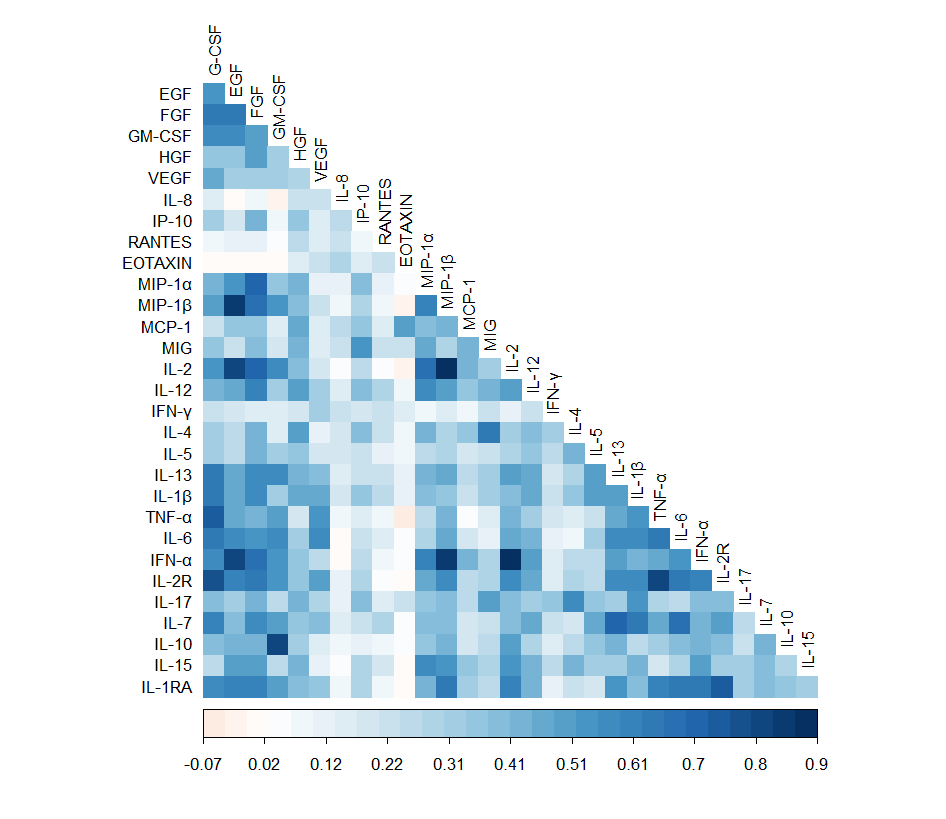 G-CSF
EGF
FGF
GM-CSF
HGF
VEGF
IL-8
IP-10
RANTES
EOTAXIN
MIP-1α
MIP-1β
MCP-1
MIG
IL-2
IL-12
IFN-γ
IL-4
IL-5
IL-13
IL-1β
TNF-α
IL-6
IFN-α
IL-2R
IL-17
IL-7
IL-10
IL-15
EGF
FGF
GM-CSF
HGF
VEGF
IL-8
IP-10
RANTES
EOTAXIN
MIP-1α
MIP-1β
MCP-1
MIG
IL-2
IL-12
IFN-γ
IL-4
IL-5
IL-13
IL-1β
TNF-α
IL-6
IFN-α
IL-2R
IL-17
IL-7
IL-10
IL-15
IL-1RA
-0.07 0.02 0.12 0.22 0.31 0.41 0.51 0.61 0.7 0.8 0.9